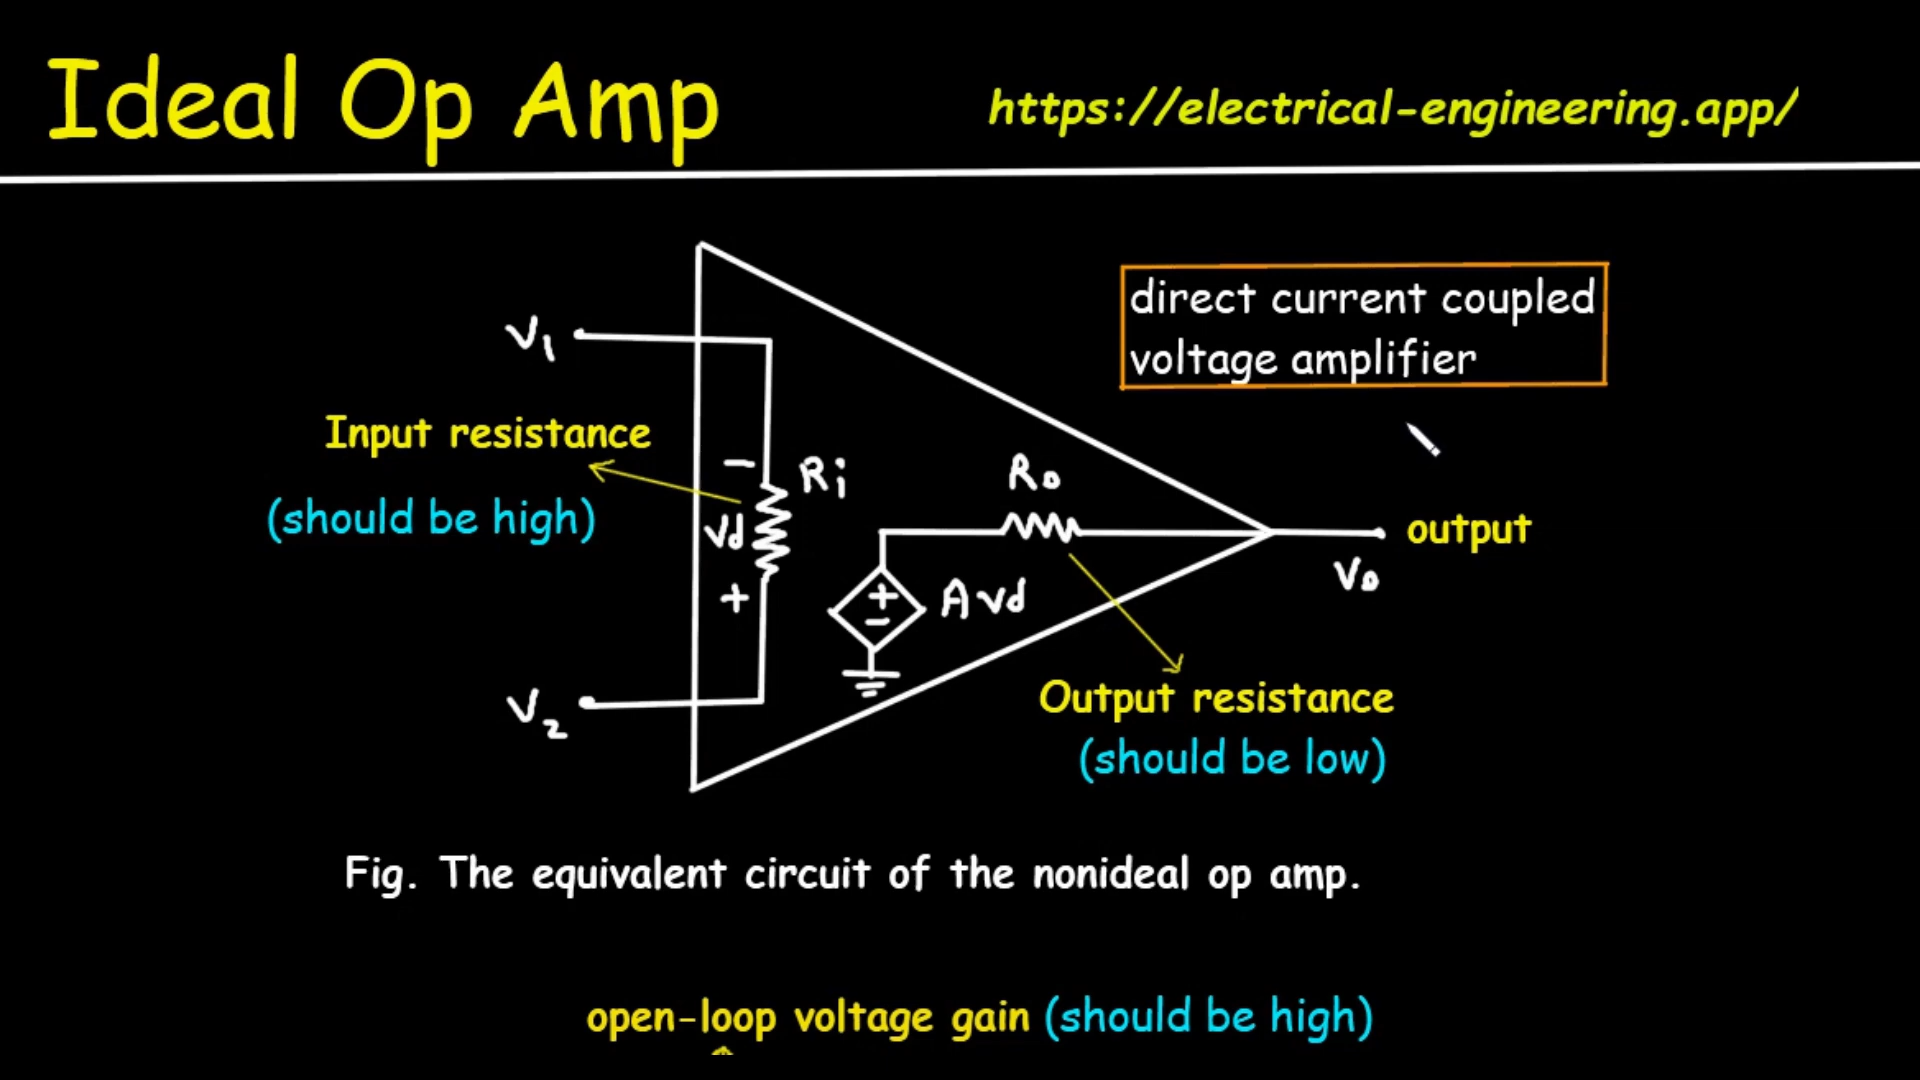 Ideal Op Amp
https://electrical-engineering.app/
direct current coupled
voltage amplifier
V1
Input resistance
(should be high)
- Ri
Vd
+
Ro
+
-
Avd
output
Vo
V2
Output resistance
(should be low)
Fig. The equivalent circuit of the nonideal op amp.
open-loop voltage gain (should be high)